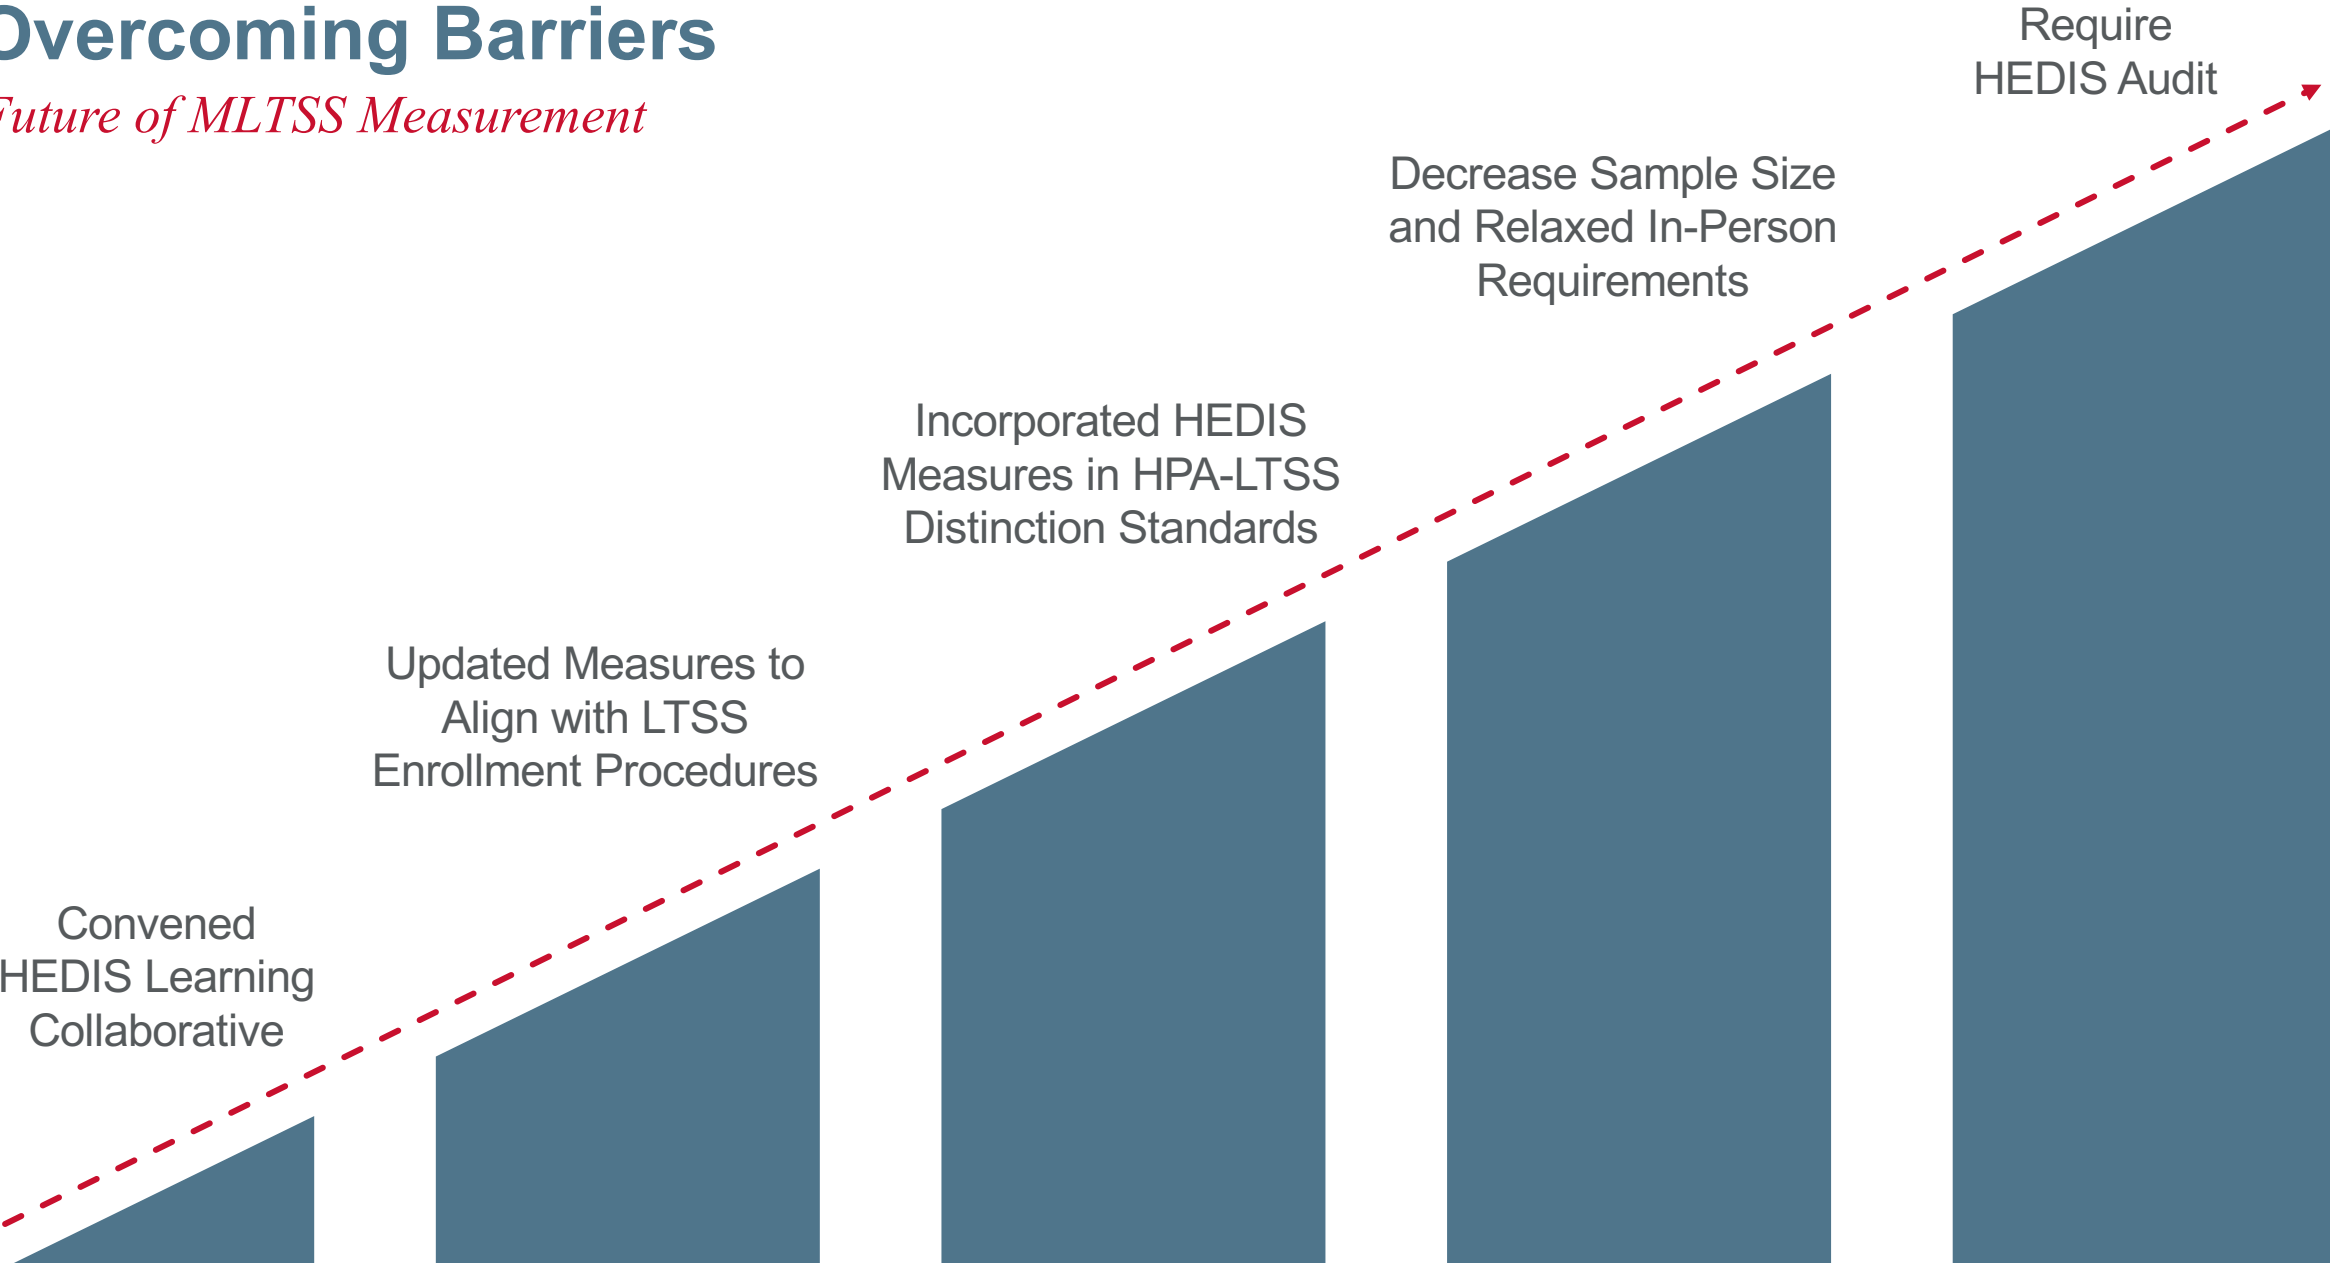 Overcoming Barriers
Future of MLTSS Measurement
Require
HEDIS Audit
Decrease Sample Size
and Relaxed In-Person
Requirements
Incorporated HEDIS
Measures in HPA-LTSS
Distinction Standards
Updated Measures to
Align with LTSS
Enrollment Procedures
Convened
HEDIS Learning
Collaborative